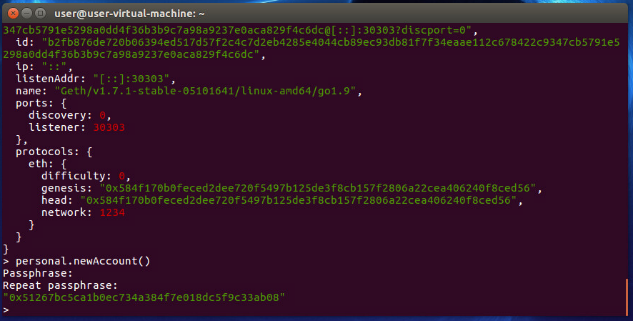 user@user-virtual-machine: ~
347cb5791e5298a0dd4f36b3b9c7a98a9237e0aca829f4c6dc@[::]:30303?discport=0",
  id: "b2fb876de720b06394ed517d57f2c4c7d2eb4285e4044cb89ec93db81f7f34eaae112c678422c9347cb5791e5
298a0dd4f36b3b9c7a98a9237e0aca829f4c6dc",
  ip: "::",
  listenAddr: "[::]:30303",
  name: "Geth/v1.7.1-stable-05101641/linux-amd64/go1.9",
  ports: {
    discovery: 0,
    listener: 30303
  },
  protocols: {
    eth: {
      difficulty: 0,
      genesis: "0x584f170b0feced2dee720f5497b125de3f8cb157f2806a22cea406240f8ced56",
      head: "0x584f170b0feced2dee720f5497b125de3f8cb157f2806a22cea406240f8ced56",
      network: 1234
    }
  }
}
> personal.newAccount()
Passphrase:
Repeat passphrase:
"0x51267bc5ca1b0ec734a384f7e018dc5f9c33ab08"
>